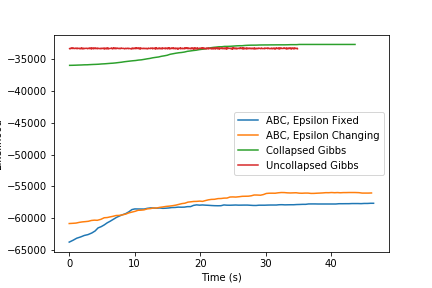 −35000
−40000
−45000
−50000
−55000
−60000
−65000
0 10 20 30 40
Time (s)
ABC, Epsilon Fixed
ABC, Epsilon Changing
Collapsed Gibbs
Uncollapsed Gibbs